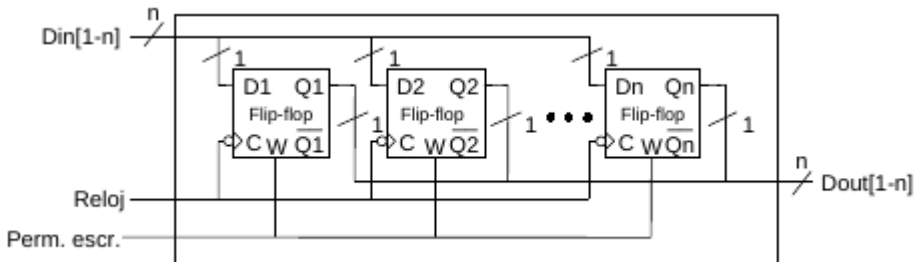 n
Din[1-n]
1 1 1
D1 Q1 D2 Q2 Dn Qn
Flip-flop Flip-flop Flip-flop
1 1 1
C W Q1 C W Q2 C W Qn
n
Dout[1-n]
Reloj
Perm. escr.